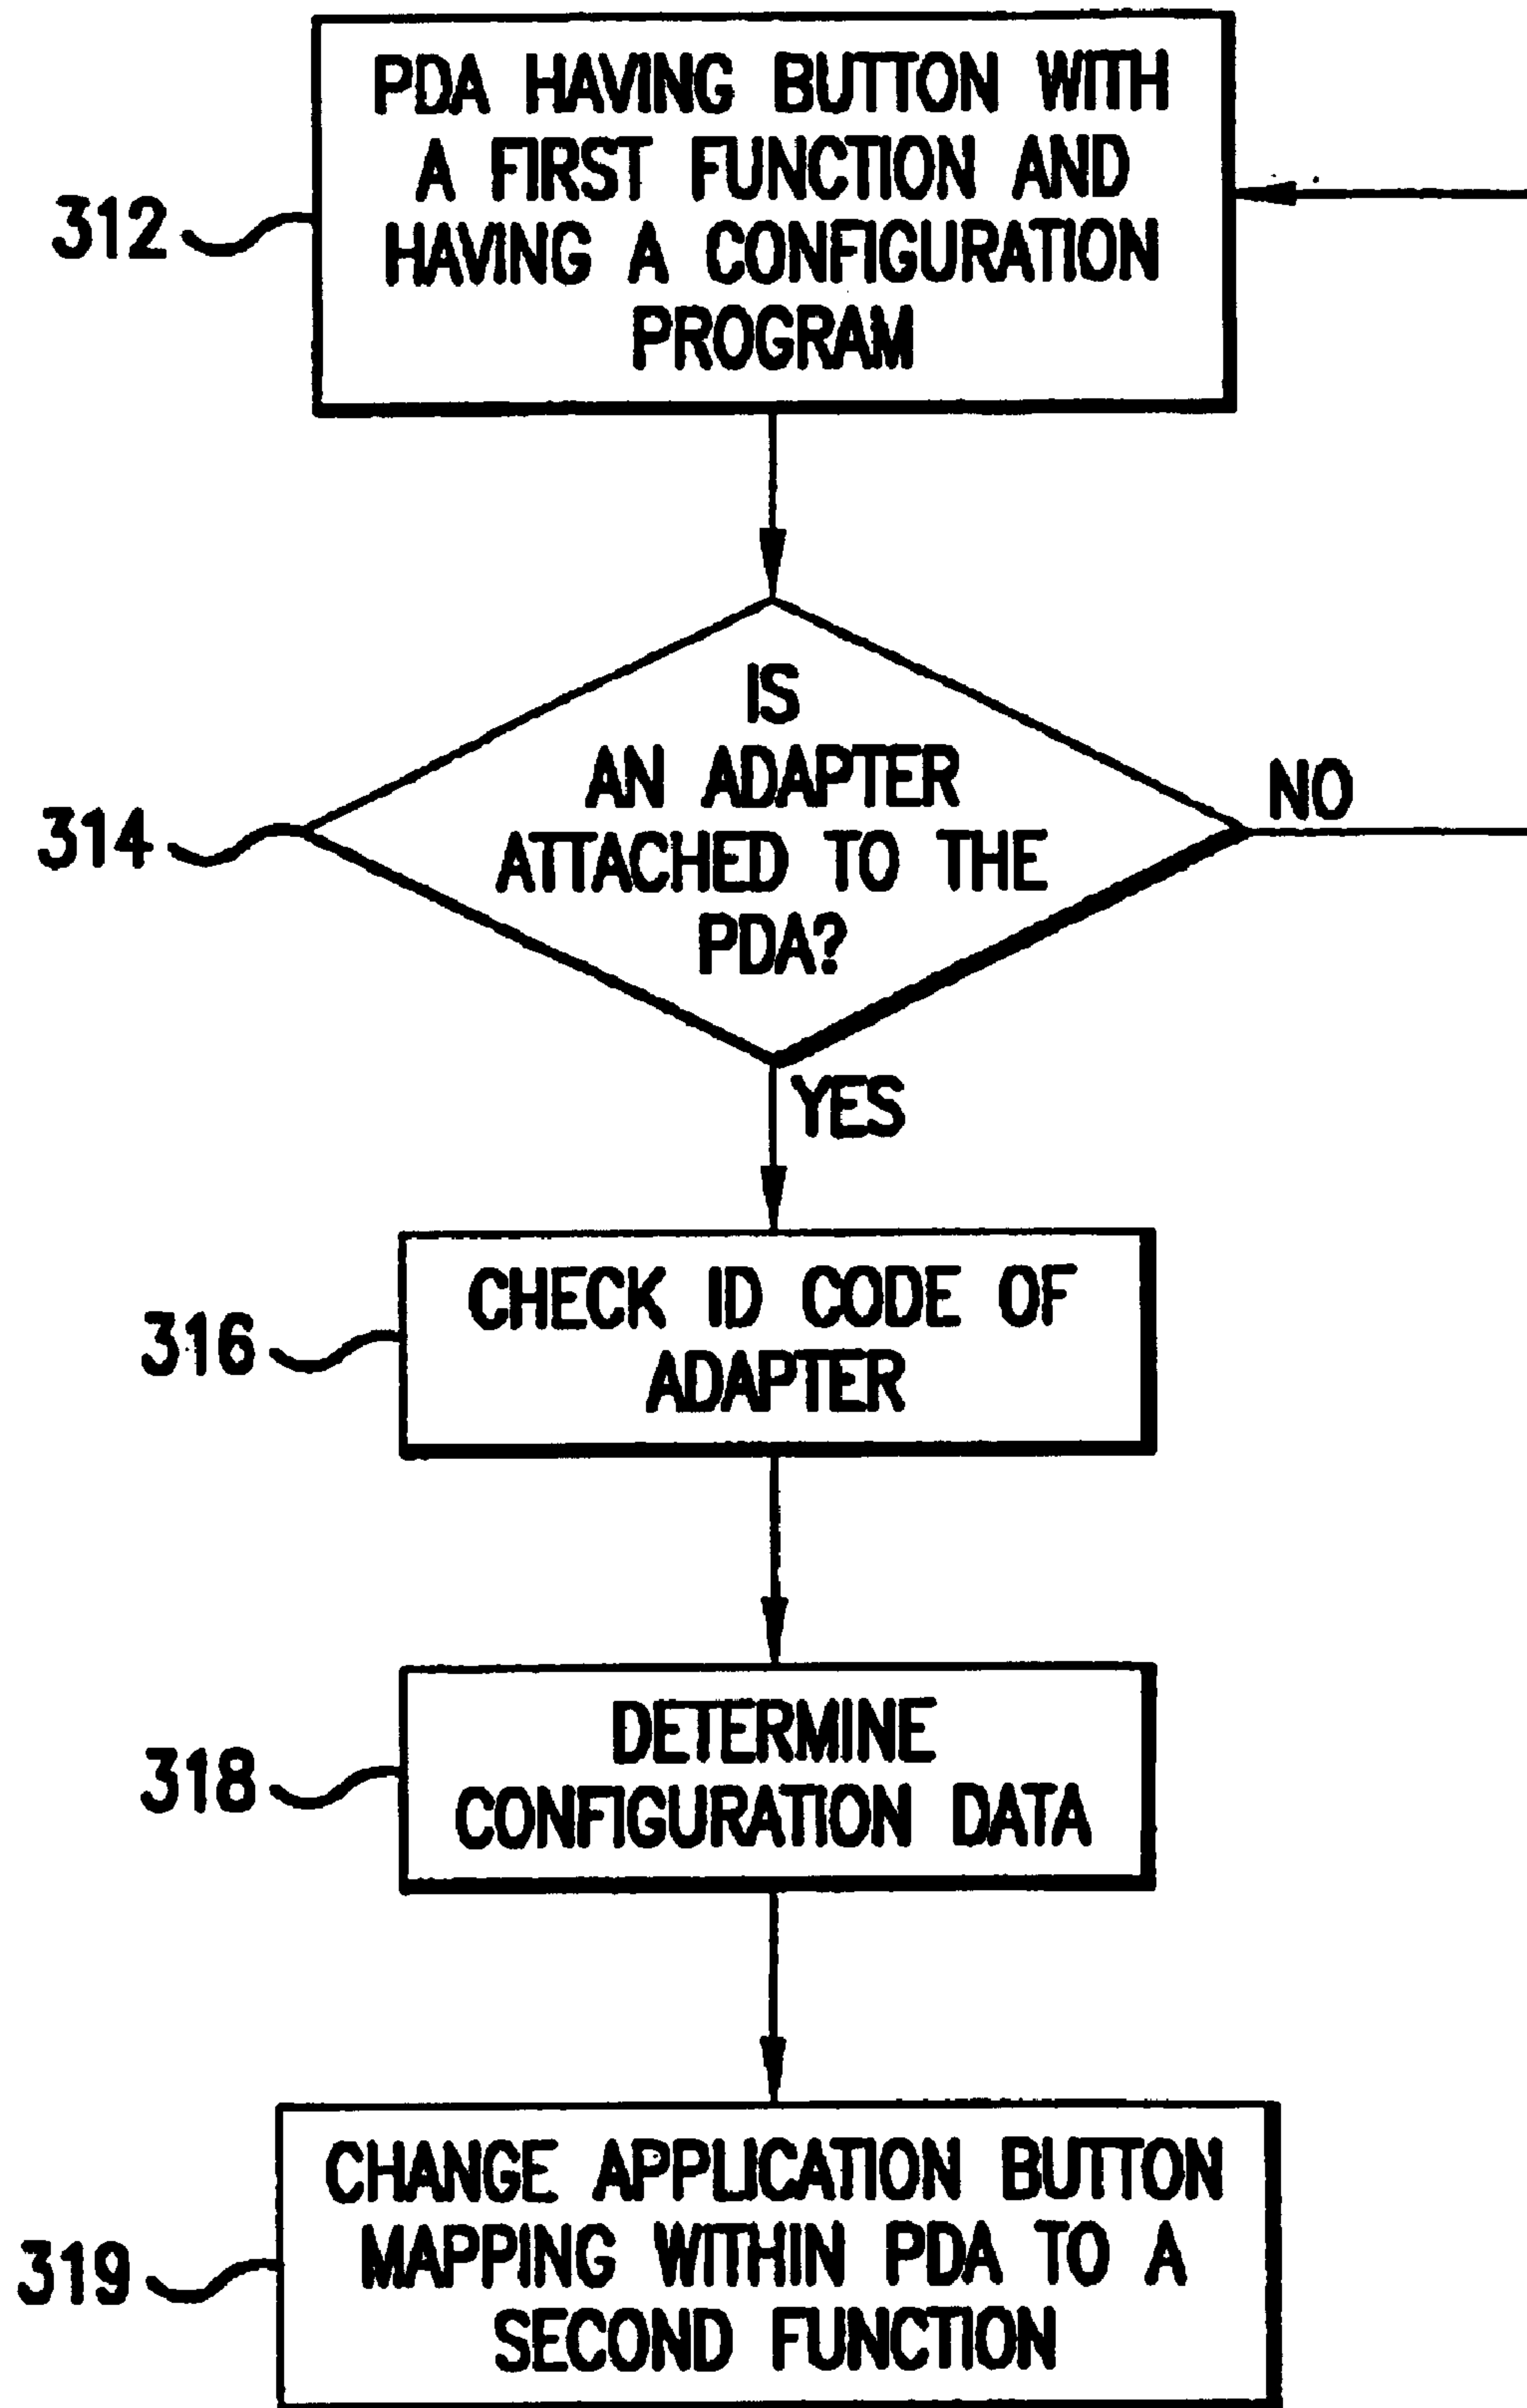 PDA HAVING BUTTON WITH
A FIRST FUNCTION AND
HAVING A CONFIGURATION
PROGRAM
312
IS
AN ADAPTER
ATTACHED TO THE
PDA?
314
NO
YES
CHECK ID CODE OF
ADAPTER
316
DETERMINE
CONFIGURATION DATA
318
CHANGE APPLICATION BUTTON
MAPPING WITHIN PDA TO A
SECOND FUNCTION
319